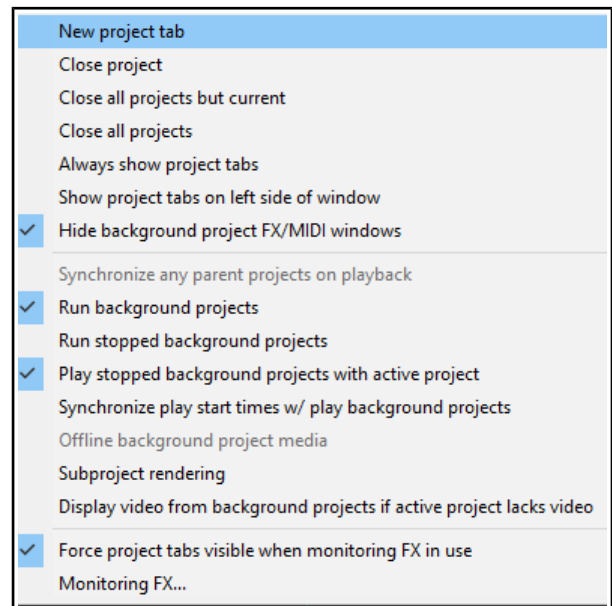 New project tab
Close project
Close all projects but current
Close all projects
Always show project tabs
Show project tabs on left side of window
Hide background project FX/MIDI windows
Synchronize any parent projects on playback
Run background projects
Run stopped background projects
Play stopped background projects with active project
Synchronize play start times w/ play background projects
Offline background project media
Subproject rendering
Display video from background projects if active project lacks video
Force project tabs visible when monitoring FX in use
Monitoring FX...